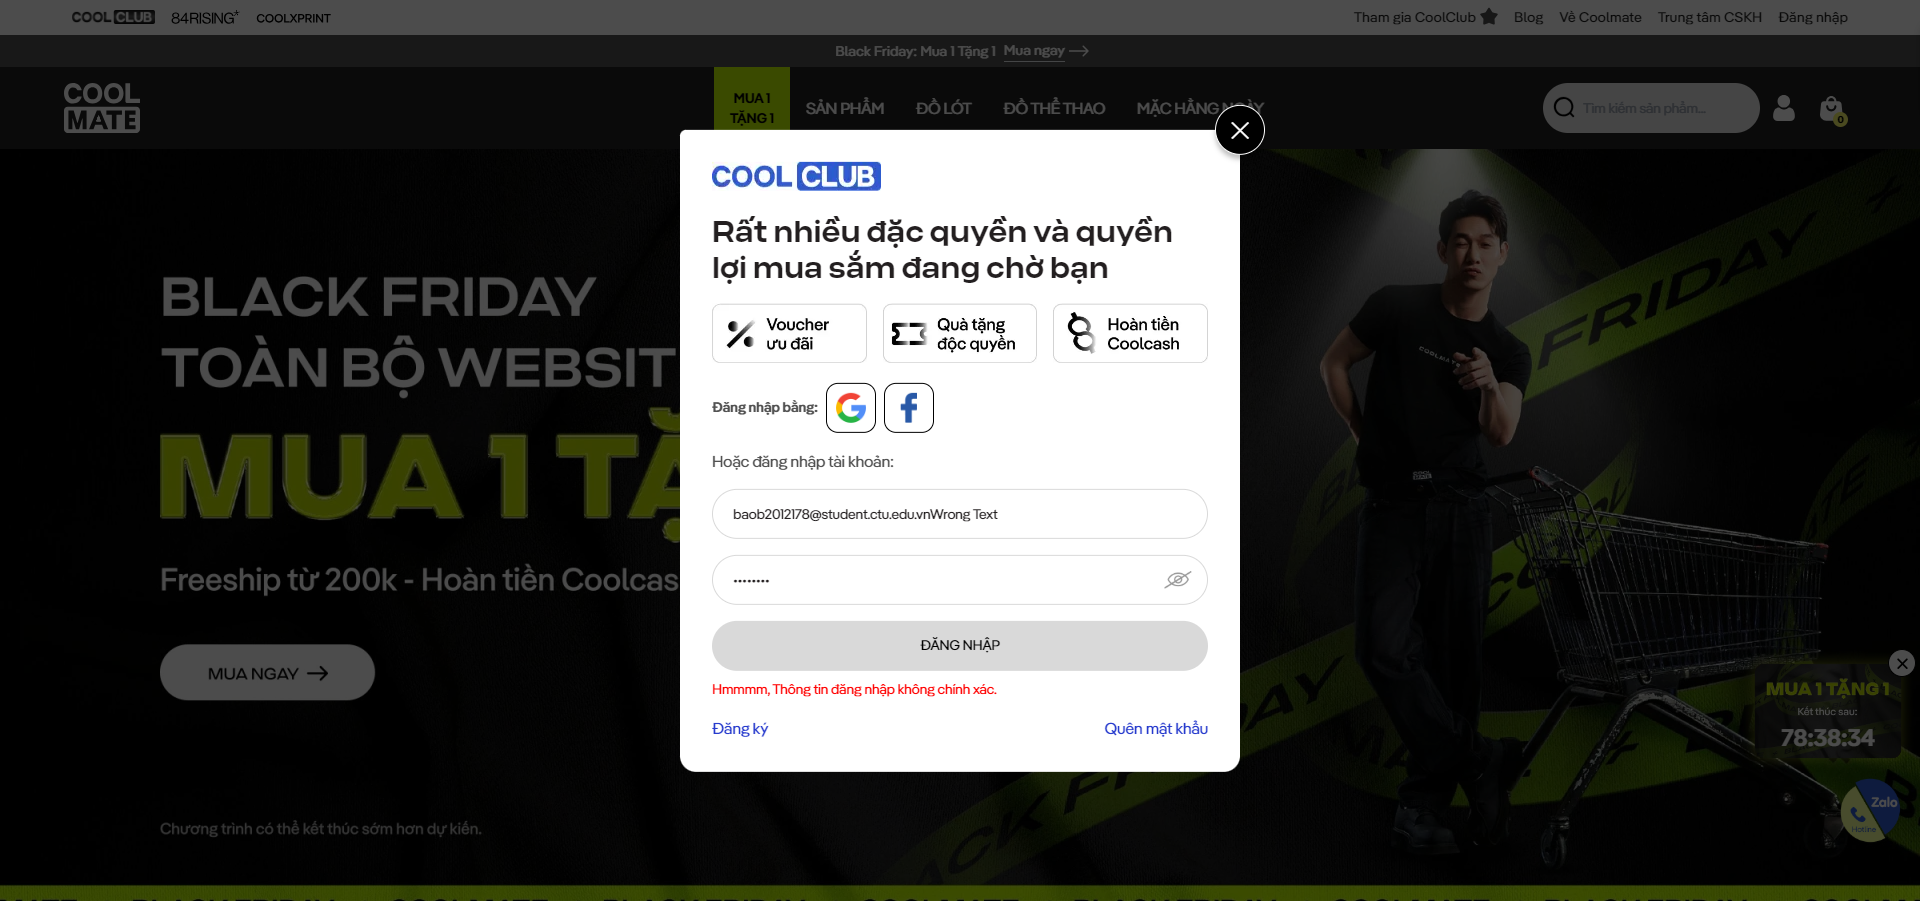 COOL CLUB
84RISING*
COOLXPRINT
Tham gia CoolClub
Blog
Về Coolmate
Trung tâm CSKH
Đăng nhập
Black Friday: Mua 1 Tặng 1 Mua ngay
COOL
MATE
MUA 1
TẶNG 1
SẢN PHẨM
ĐỒ LÓT
ĐỒ THỂ THAO
MẶC HẰNG NGÀY
Tìm kiếm sản phẩm...
0
BLACK FRIDAY
TOÀN BỘ WEBSIT
MUA 1 TẶ
Freeship từ 200k - Hoàn tiền Coolcas
MUA NGAY
Chương trình có thể kết thúc sớm hơn dự kiến.
COOL CLUB
Rất nhiều đặc quyền và quyền
lợi mua sắm đang chờ bạn
Voucher
ưu đãi
Quà tặng
độc quyền
Hoàn tiền
Coolcash
Đăng nhập bằng:
Hoặc đăng nhập tài khoản:
baob2012178@student.ctu.edu.vnWrong Text
••••••••
ĐĂNG NHẬP
Hmmmm, Thông tin đăng nhập không chính xác.
Đăng ký
Quên mật khẩu
COOLMATE
FRIDAY
MUA 1 TẶNG 1
Kết thúc sau:
78:38:34
Zalo
Hotline